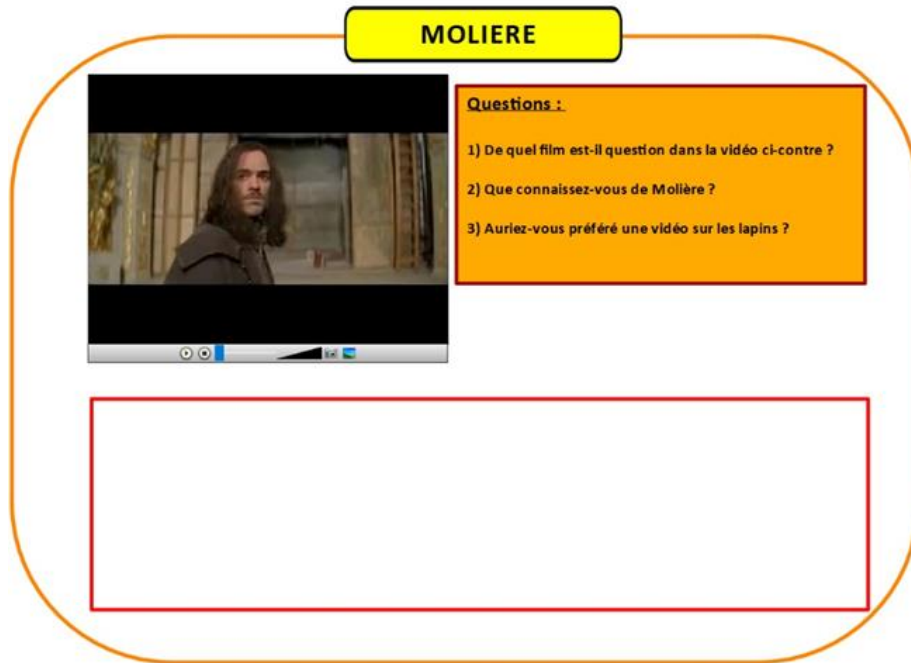 MOLIERE
Questions :
1) De quel film est-il question dans la vidéo ci-contre ?
2) Que connaissez-vous de Molière ?
3) Auriez-vous préféré une vidéo sur les lapins ?